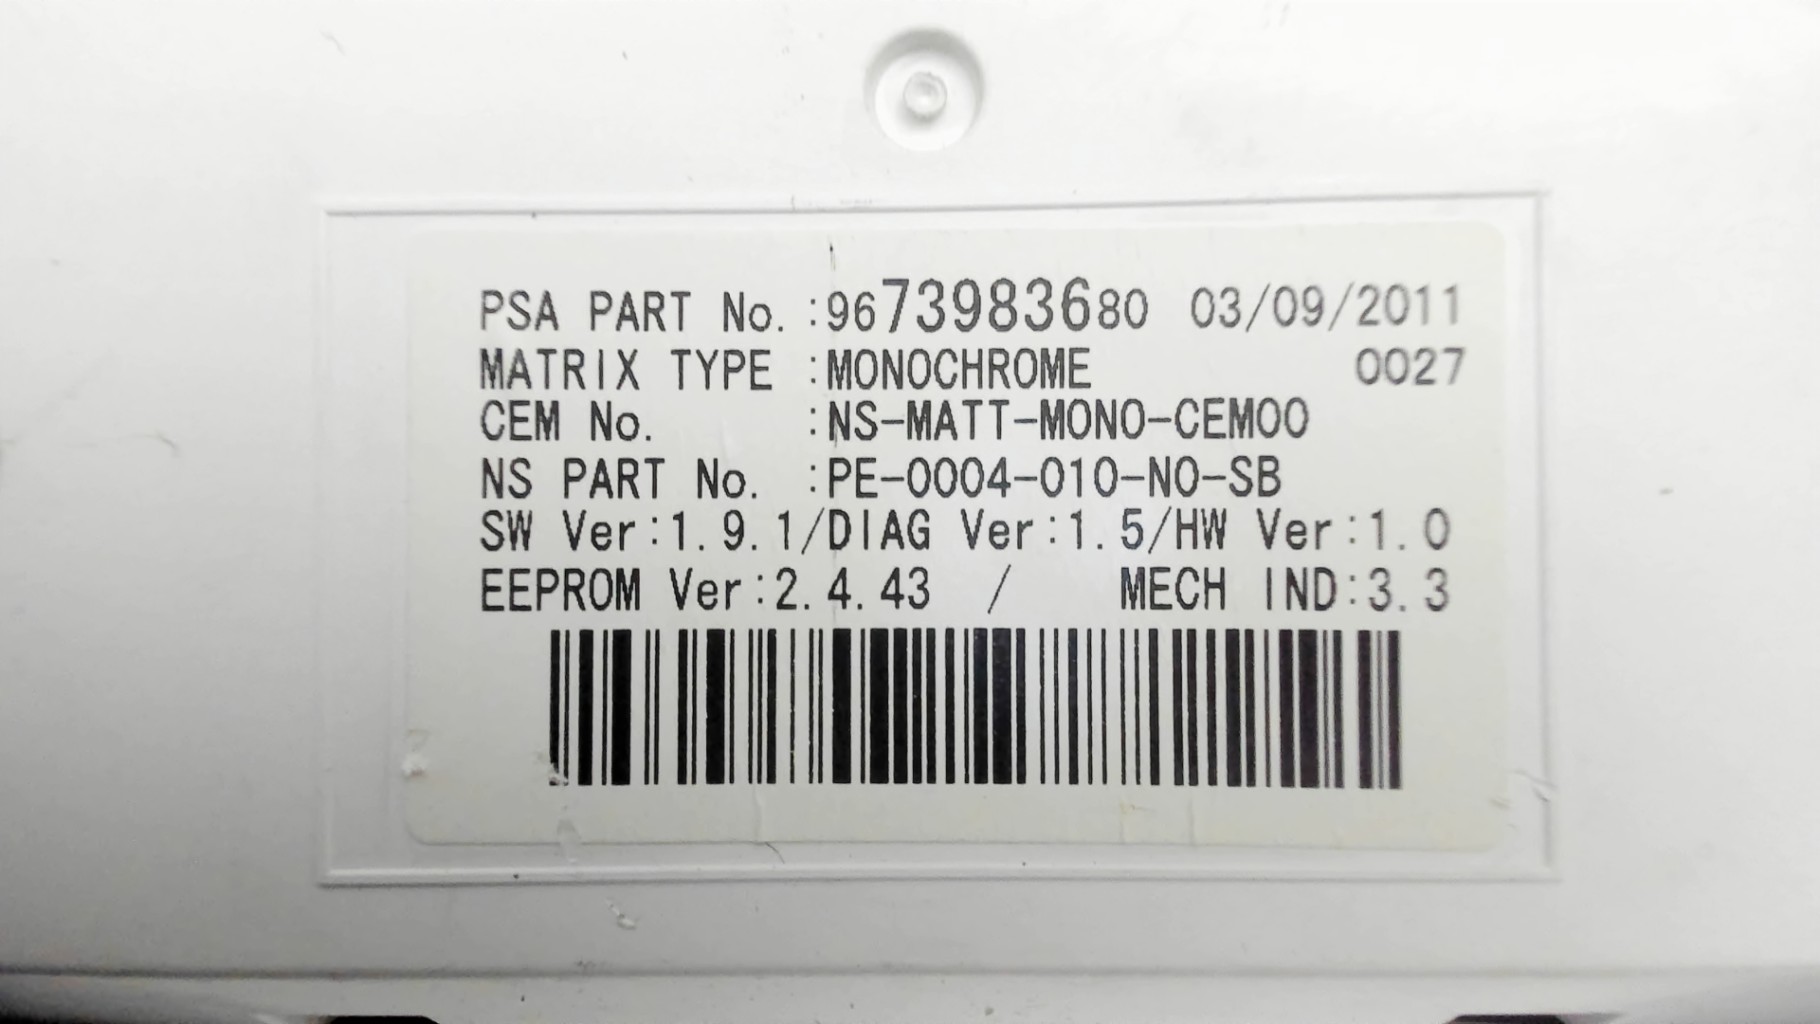 PSA PART No.:9673983680 03/09/2011
MATRIX TYPE :MONOCHROME 0027
CEM No. :NS-MATT-MONO-CEM00
NS PART No. :PE-0004-010-NO-SB
SW Ver:1.9.1/DIAG Ver:1.5/HW Ver:1.0
EEPROM Ver:2.4.43 / MECH IND:3.3